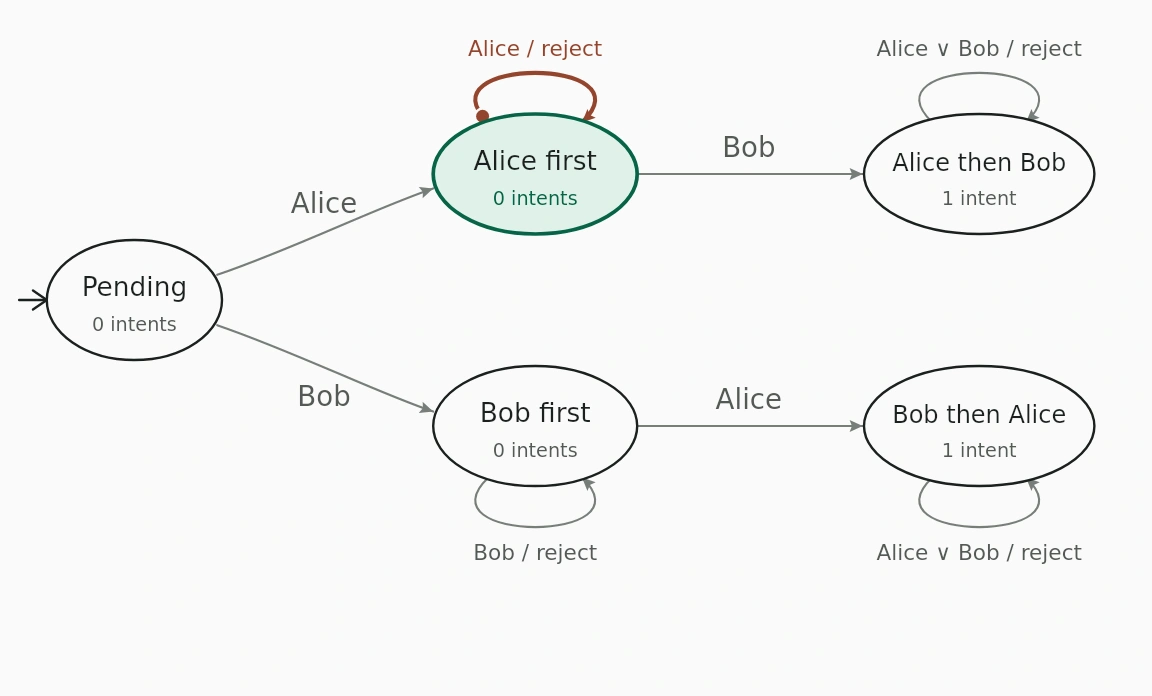 Alice / reject
Alice ∨ Bob / reject
Alice first
0 intents
Bob
Alice then Bob
1 intent
Alice
Pending
0 intents
Bob
Bob first
0 intents
Alice
Bob then Alice
1 intent
Bob / reject
Alice ∨ Bob / reject